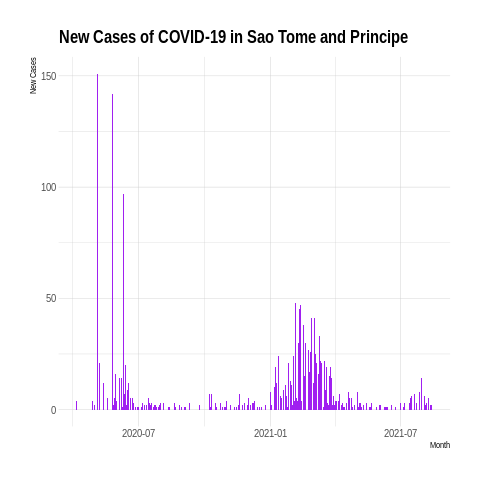 New Cases of COVID-19 in Sao Tome and Principe
New Cases
150
100
50
0
2020-07
2021-01
2021-07
Month